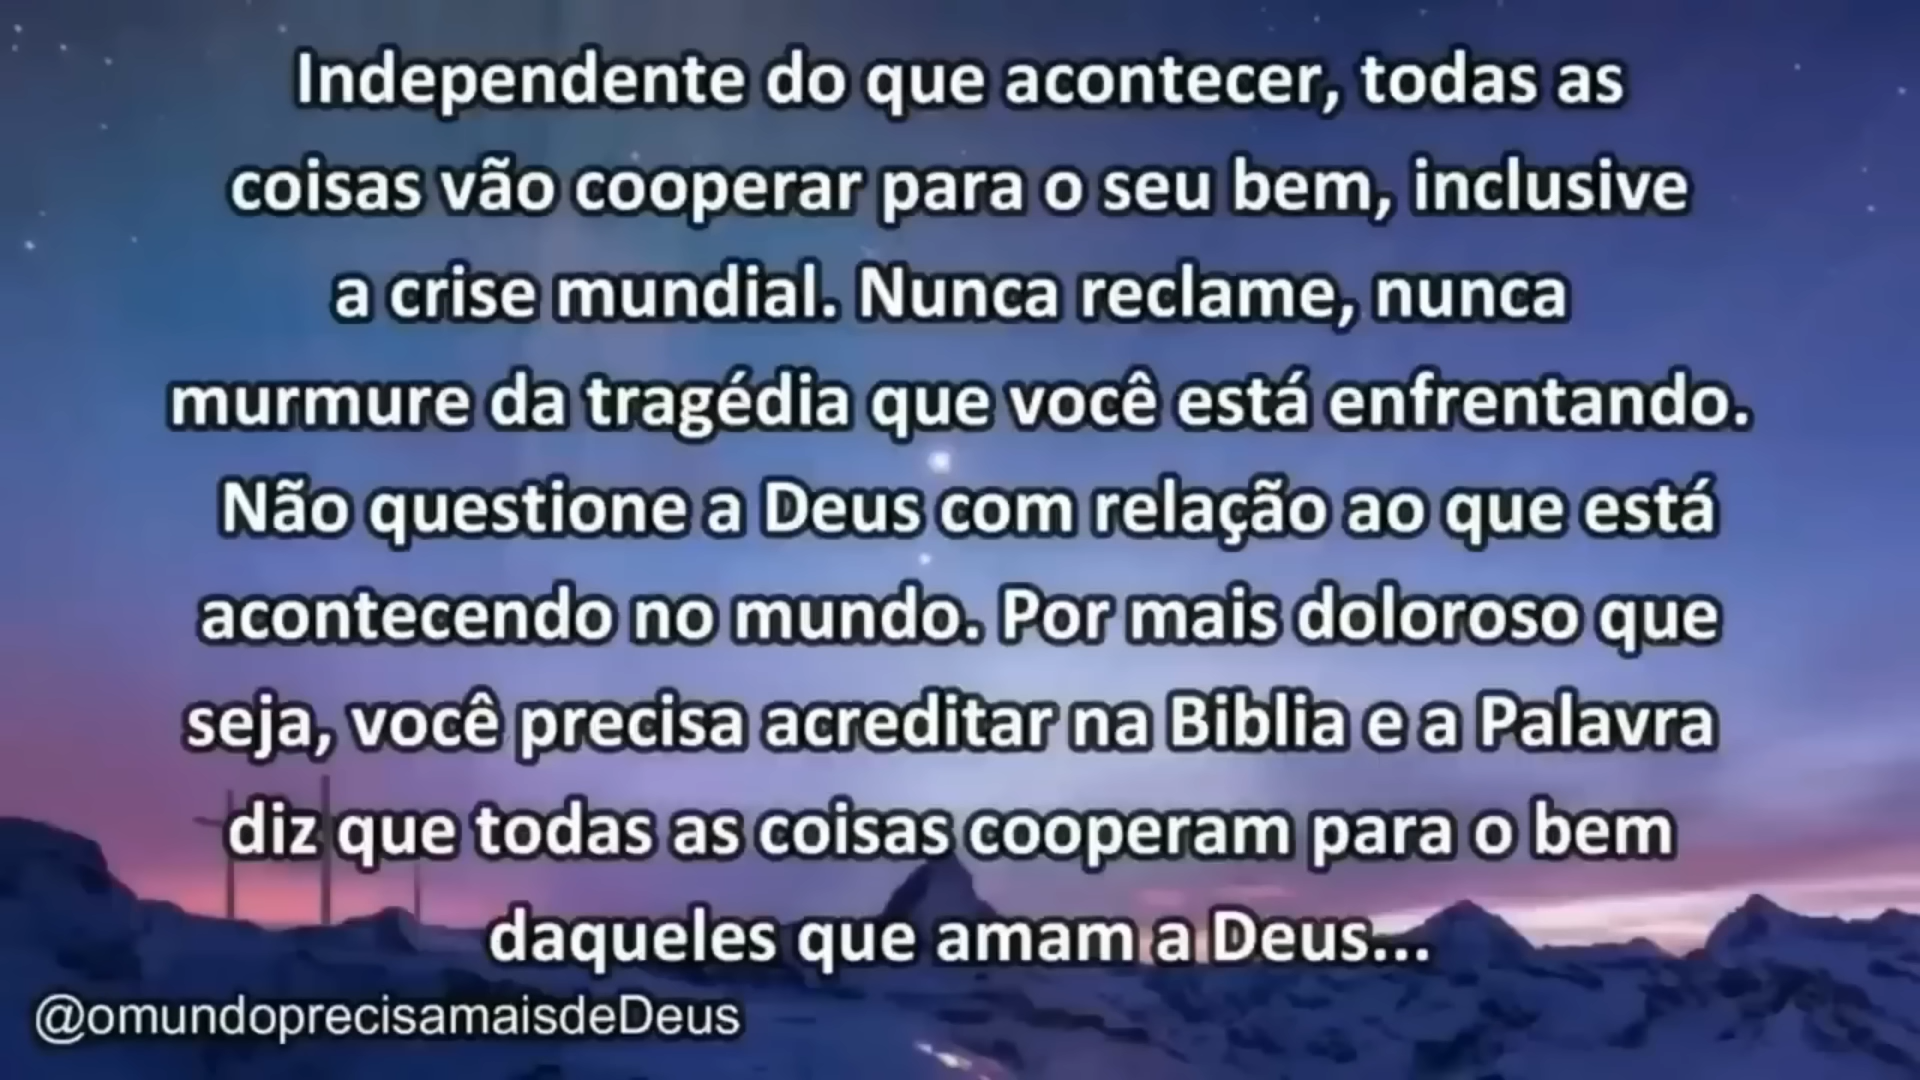 Independente do que acontecer, todas as
coisas vão cooperar para o seu bem, inclusive
a crise mundial. Nunca reclame, nunca
murmure da tragédia que você está enfrentando.
Não questione a Deus com relação ao que está
acontecendo no mundo. Por mais doloroso que
seja, você precisa acreditar na Biblia e a Palavra
diz que todas as coisas cooperam para o bem
daqueles que amam a Deus...
@omundoprecisamaisdeDeus